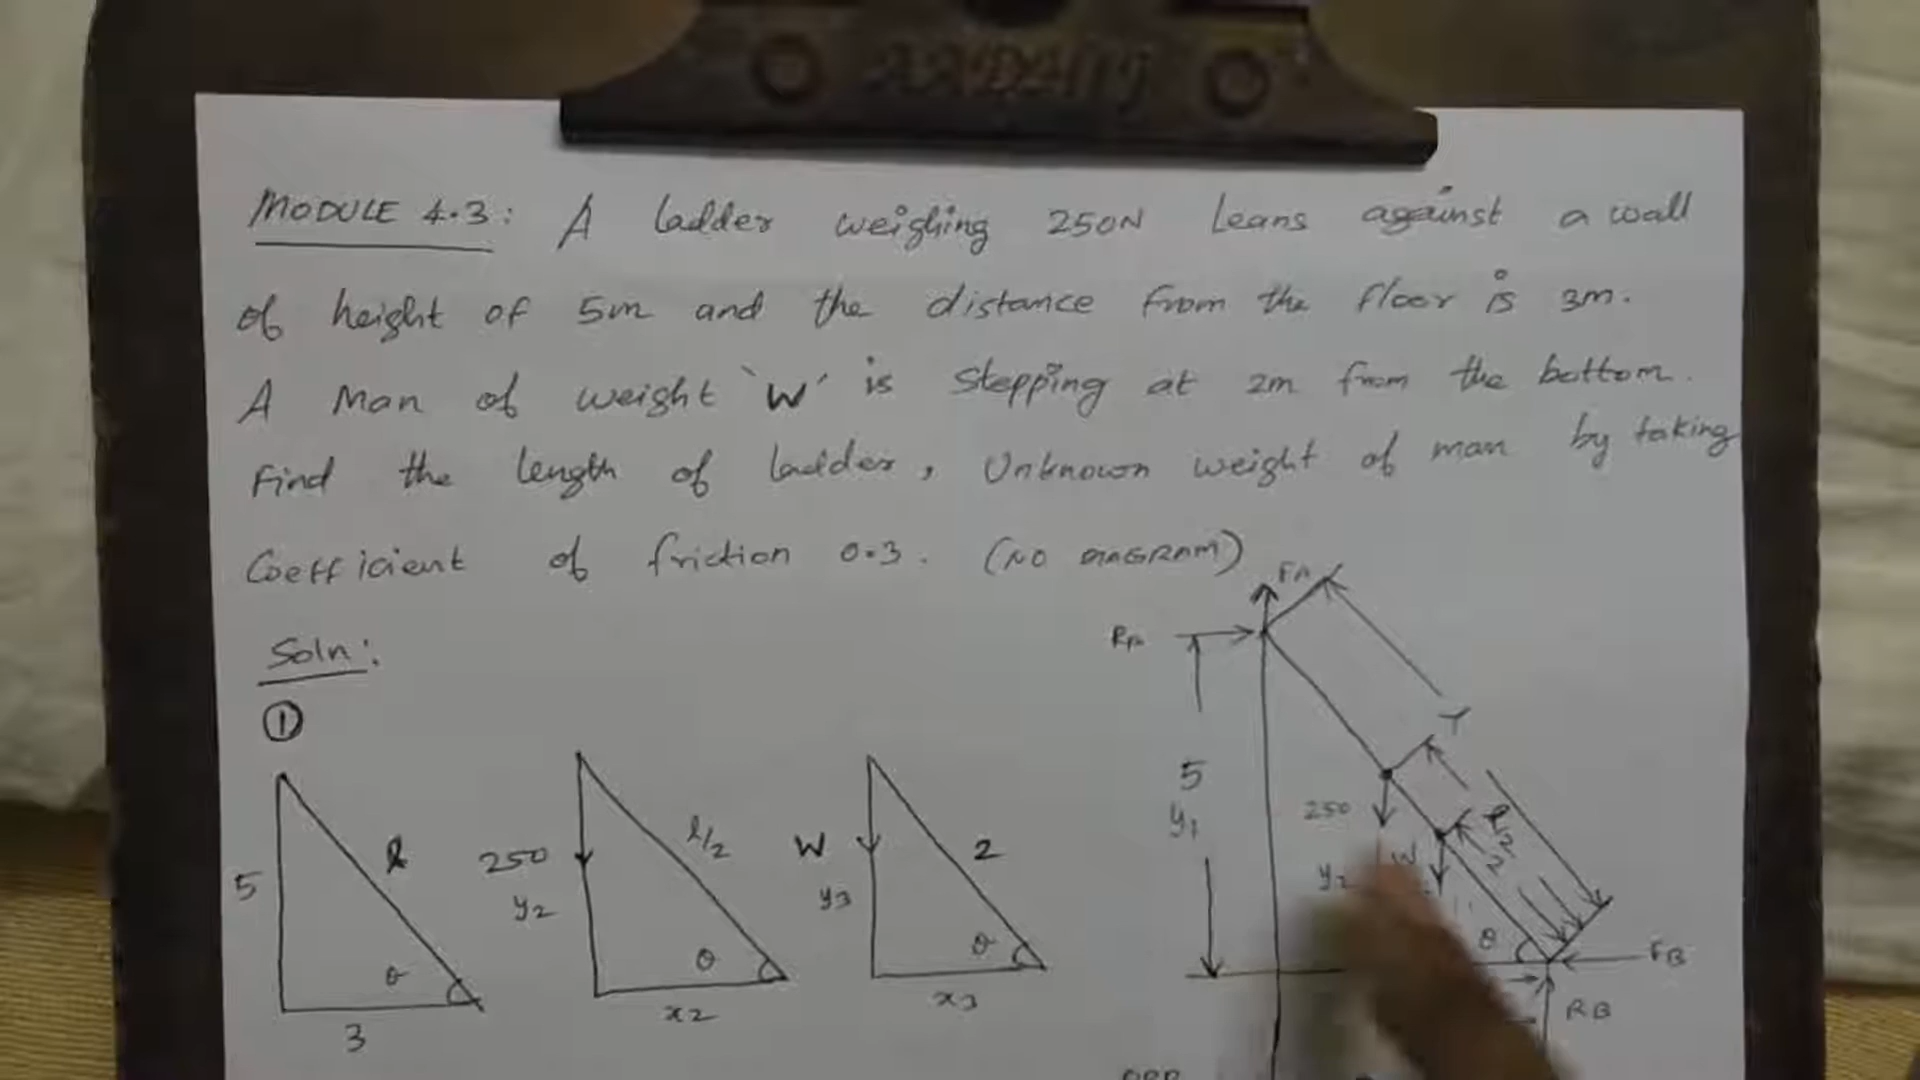 MODULE 4.3: A ladder weighing 250N leans against a wall
of height of 5m and the distance from the floor is 3m.
A Man of weight 'W' is stepping at 2m from the bottom.
Find the length of ladder, Unknown weight of man by taking
Coefficient of friction 0.3. (NO DIAGRAM)
Soln:
①
5
l
θ
3
250
y2
l/2
θ
x2
W
y3
2
θ
x3
FA
RA
5
y1
250
W
y2
l/2
2
θ
FB
RB